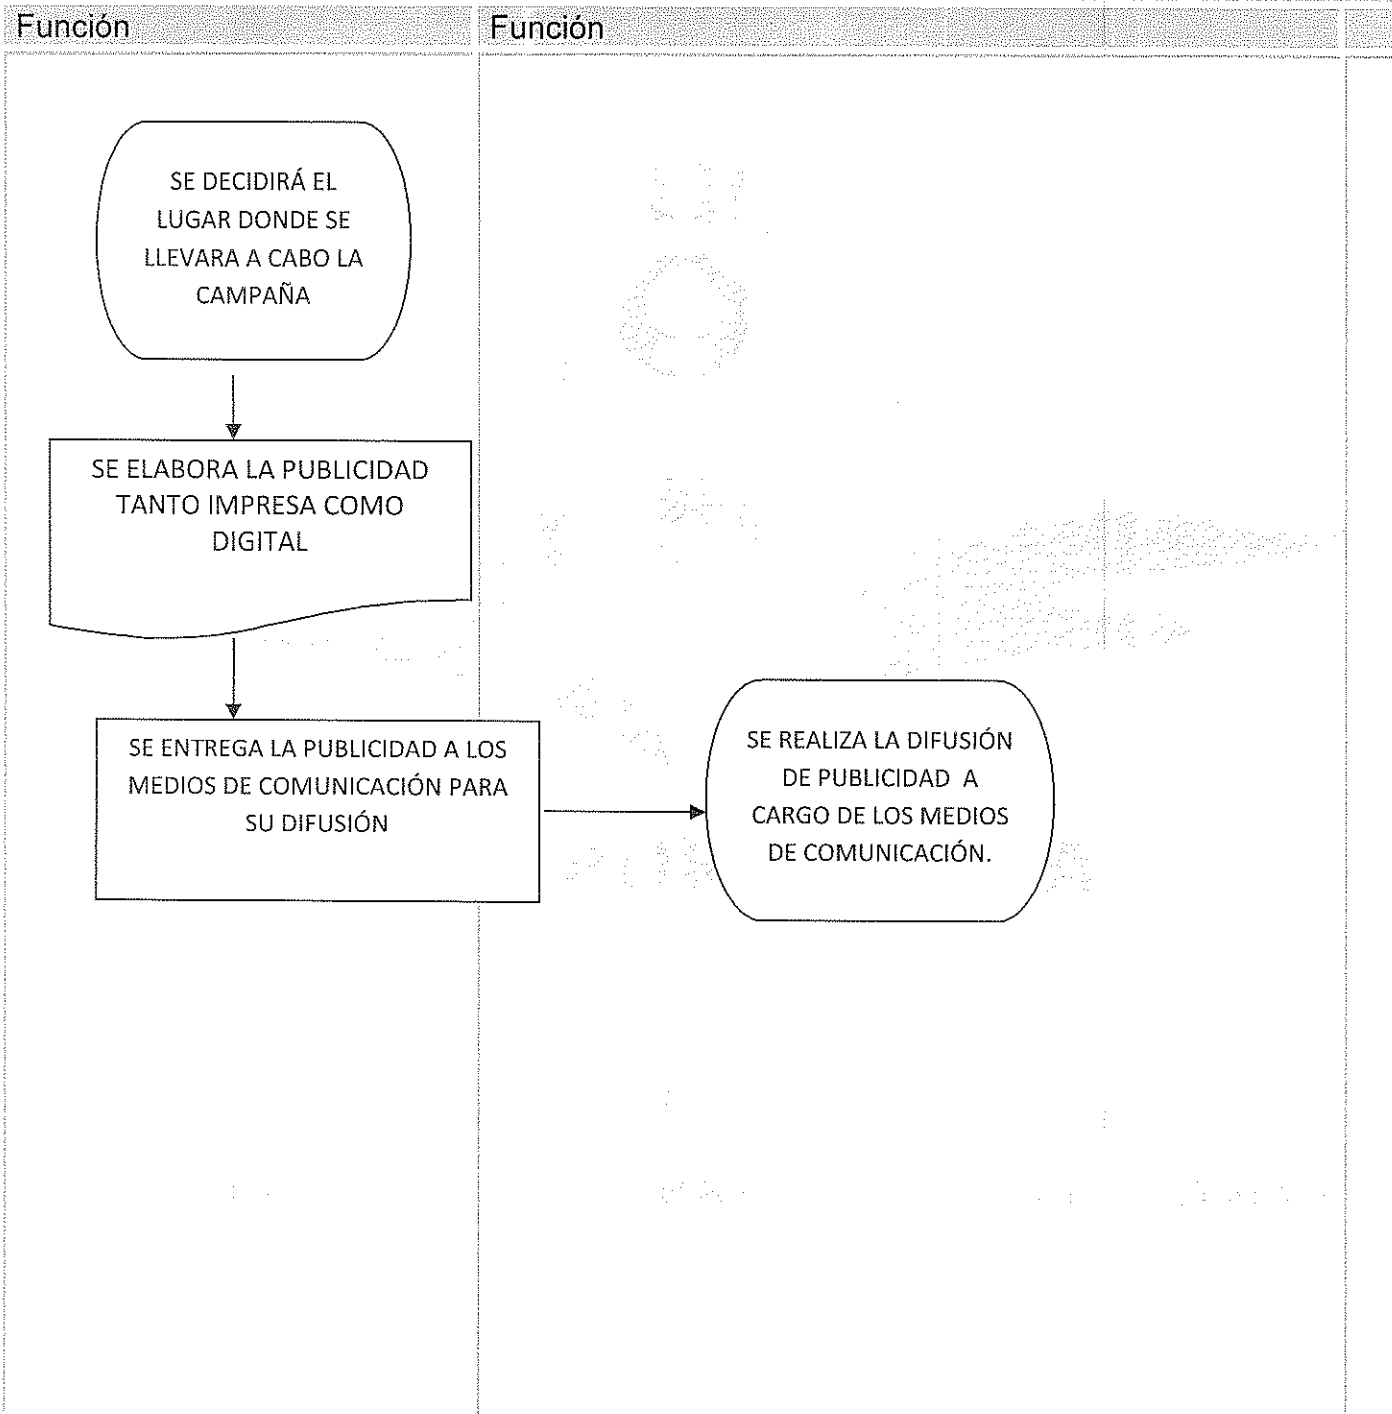 Función
Función
SE DECIDIRÁ EL
LUGAR DONDE SE
LLEVARA A CABO LA
CAMPAÑA
SE ELABORA LA PUBLICIDAD
TANTO IMPRESA COMO
DIGITAL
SE ENTREGA LA PUBLICIDAD A LOS
MEDIOS DE COMUNICACIÓN PARA
SU DIFUSIÓN
SE REALIZA LA DIFUSIÓN
DE PUBLICIDAD A
CARGO DE LOS MEDIOS
DE COMUNICACIÓN.